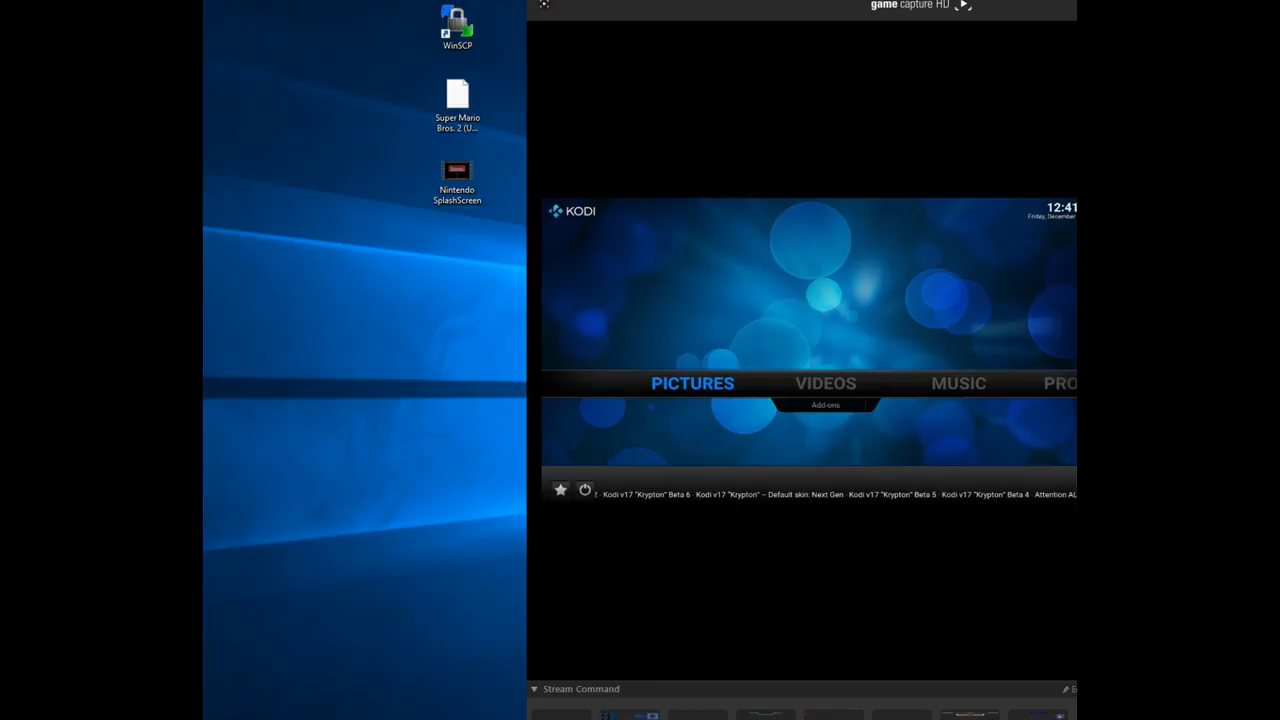 game capture HD
WinSCP
Super Mario
Bros. 2 (U...
Nintendo
SplashScreen
KODI
12:41
Friday, December
PICTURES
VIDEOS
MUSIC
PRO
Add-ons
Kodi v17 "Krypton" Beta 6 · Kodi v17 "Krypton" – Default skin: Next Gen · Kodi v17 "Krypton" Beta 5 · Kodi v17 "Krypton" Beta 4 · Attention AL
Stream Command